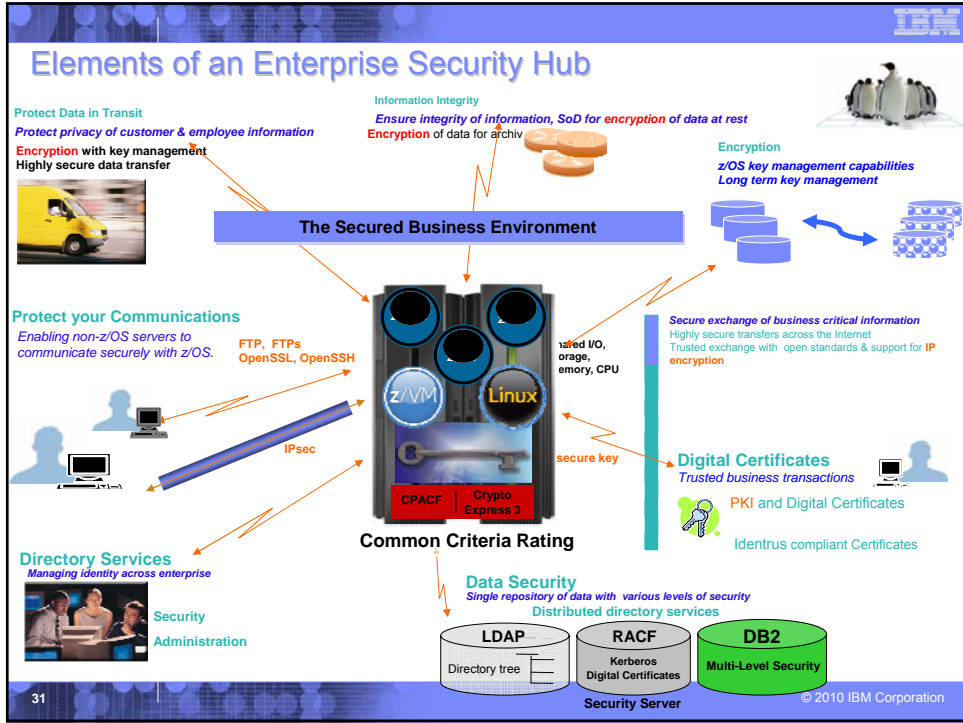 IBM
Elements of an Enterprise Security Hub
Protect Data in Transit
Protect privacy of customer & employee information
Encryption with key management
Highly secure data transfer
Information Integrity
Ensure integrity of information, SoD for encryption of data at rest
Encryption of data for archiv
Encryption
z/OS key management capabilities
Long term key management
The Secured Business Environment
Protect your Communications
Enabling non-z/OS servers to
communicate securely with z/OS.
FTP, FTPs
OpenSSL, OpenSSH
IPsec
hared I/O,
orage,
emory, CPU
z/VM
Linux
secure key
CPACF
Crypto
Express 3
Common Criteria Rating
Secure exchange of business critical information
Highly secure transfers across the Internet
Trusted exchange with open standards & support for IP
encryption
Digital Certificates
Trusted business transactions
PKI and Digital Certificates
Identrus compliant Certificates
Directory Services
Managing identity across enterprise
Security
Administration
Data Security
Single repository of data with various levels of security
Distributed directory services
LDAP
Directory tree
RACF
Kerberos
Digital Certificates
DB2
Multi-Level Security
Security Server
31
© 2010 IBM Corporation